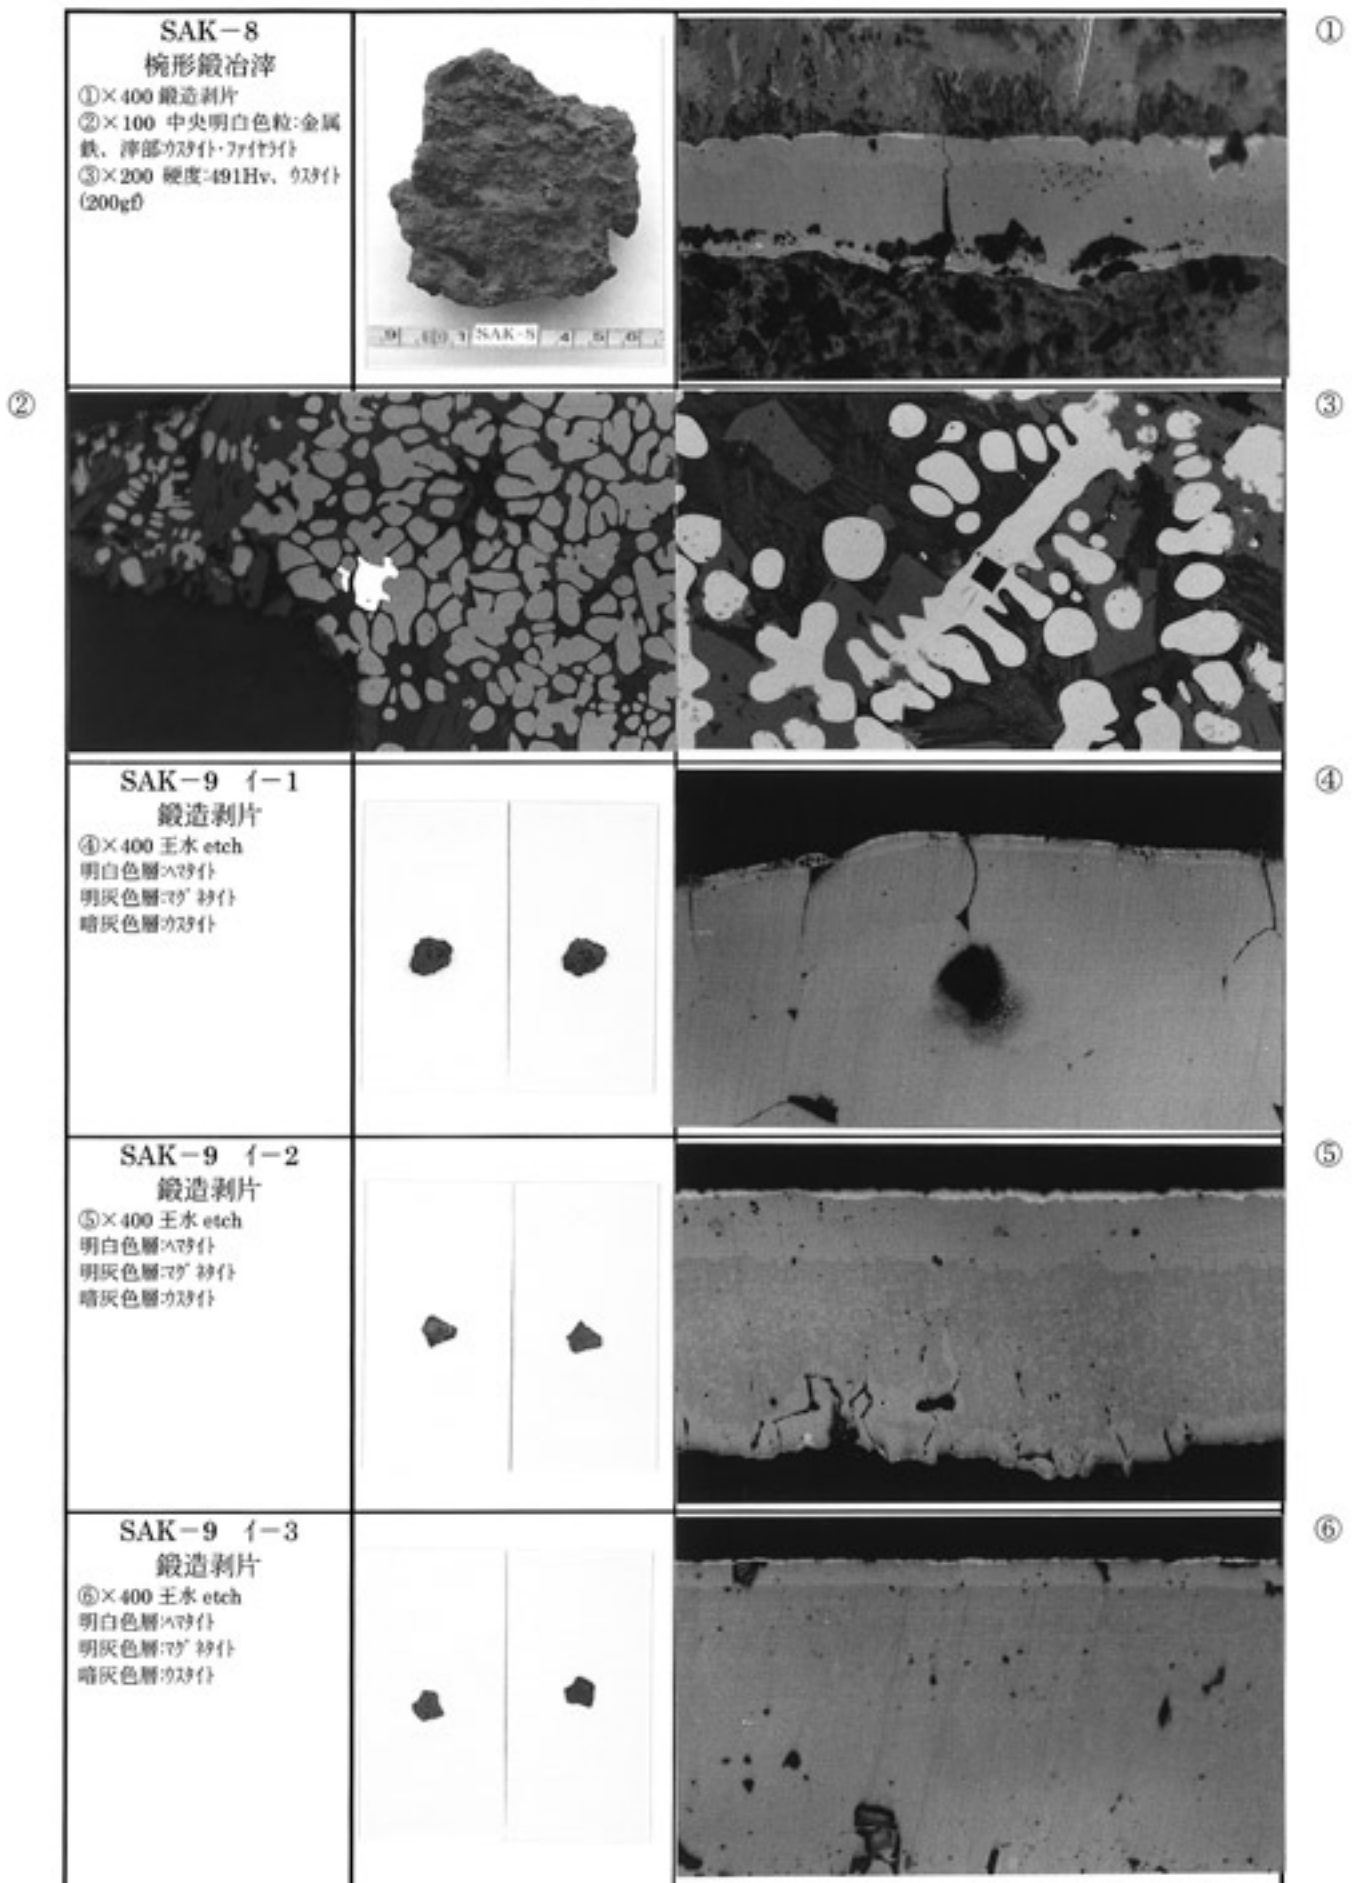 SAK−8
椀形鍛冶滓
①×400 鍛造剥片
②×100 中央明白色粒:金属
鉄、滓部:ウスタイト・ファイヤライト
③×200 硬度:491Hv、ウスタイト
(200gf)
①
SAK-8
②
③
SAK−9 イ−1
鍛造剥片
④×400 王水 etch
明白色層:ヘマタイト
明灰色層:マグネタイト
暗灰色層:ウスタイト
④
SAK−9 イ−2
鍛造剥片
⑤×400 王水 etch
明白色層:ヘマタイト
明灰色層:マグネタイト
暗灰色層:ウスタイト
⑤
SAK−9 イ−3
鍛造剥片
⑥×400 王水 etch
明白色層:ヘマタイト
明灰色層:マグネタイト
暗灰色層:ウスタイト
⑥